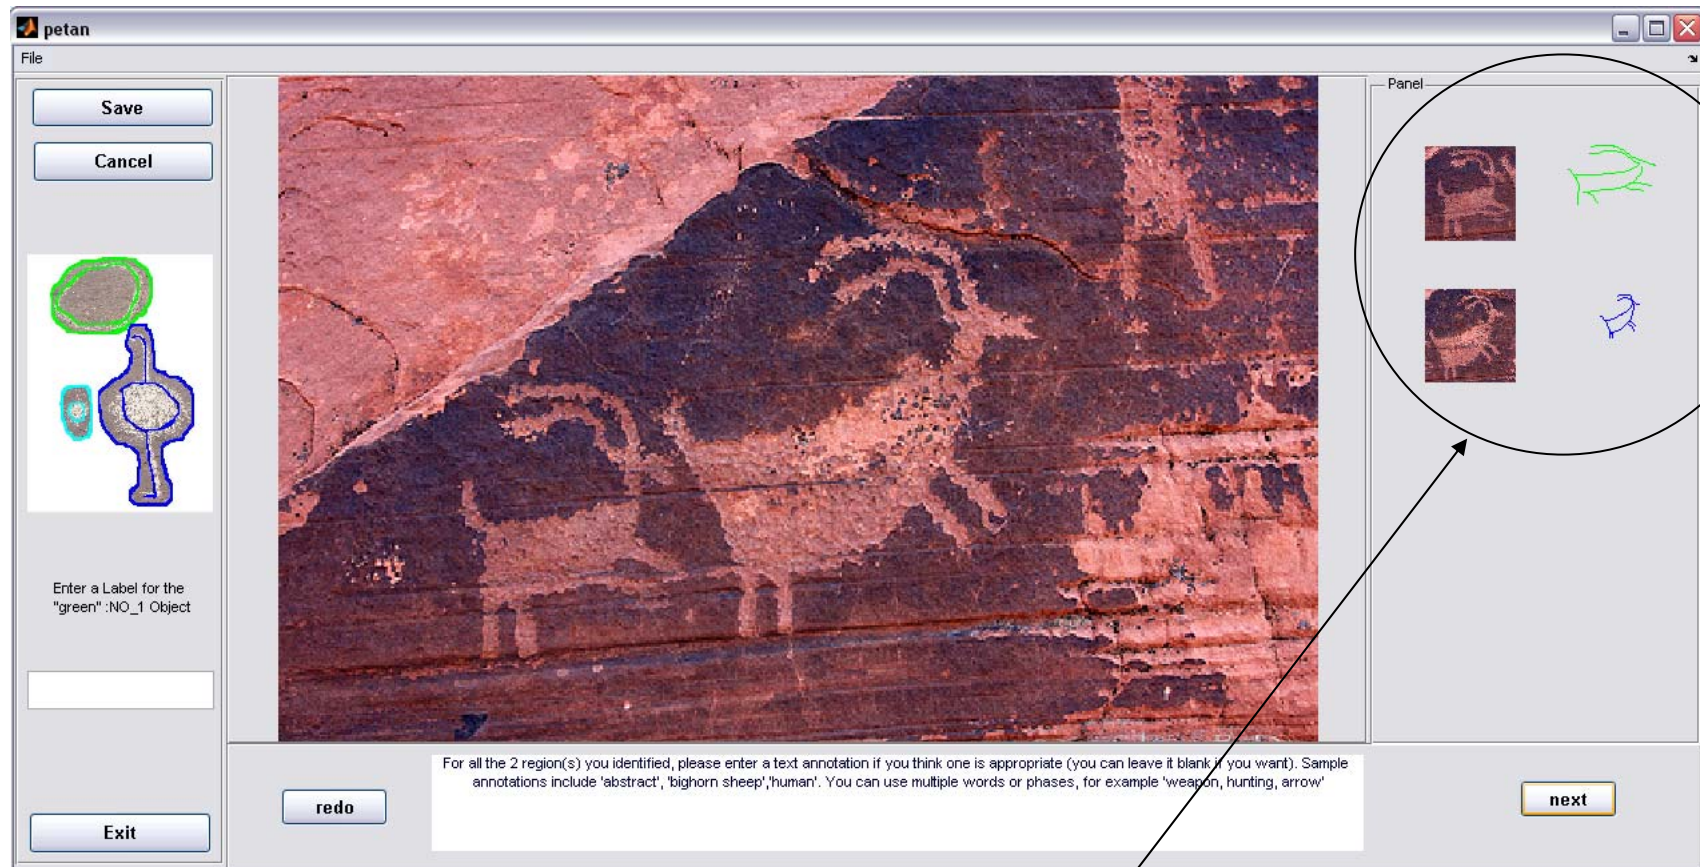 petan
File
Save
Cancel
Enter a Label for the
"green" :NO_1 Object
Exit
Panel
redo
For all the 2 region(s) you identified, please enter a text annotation if you think one is appropriate (you can leave it blank if you want). Sample
annotations include 'abstract', 'bighorn sheep','human'. You can use multiple words or phases, for example 'weapon, hunting, arrow'
next